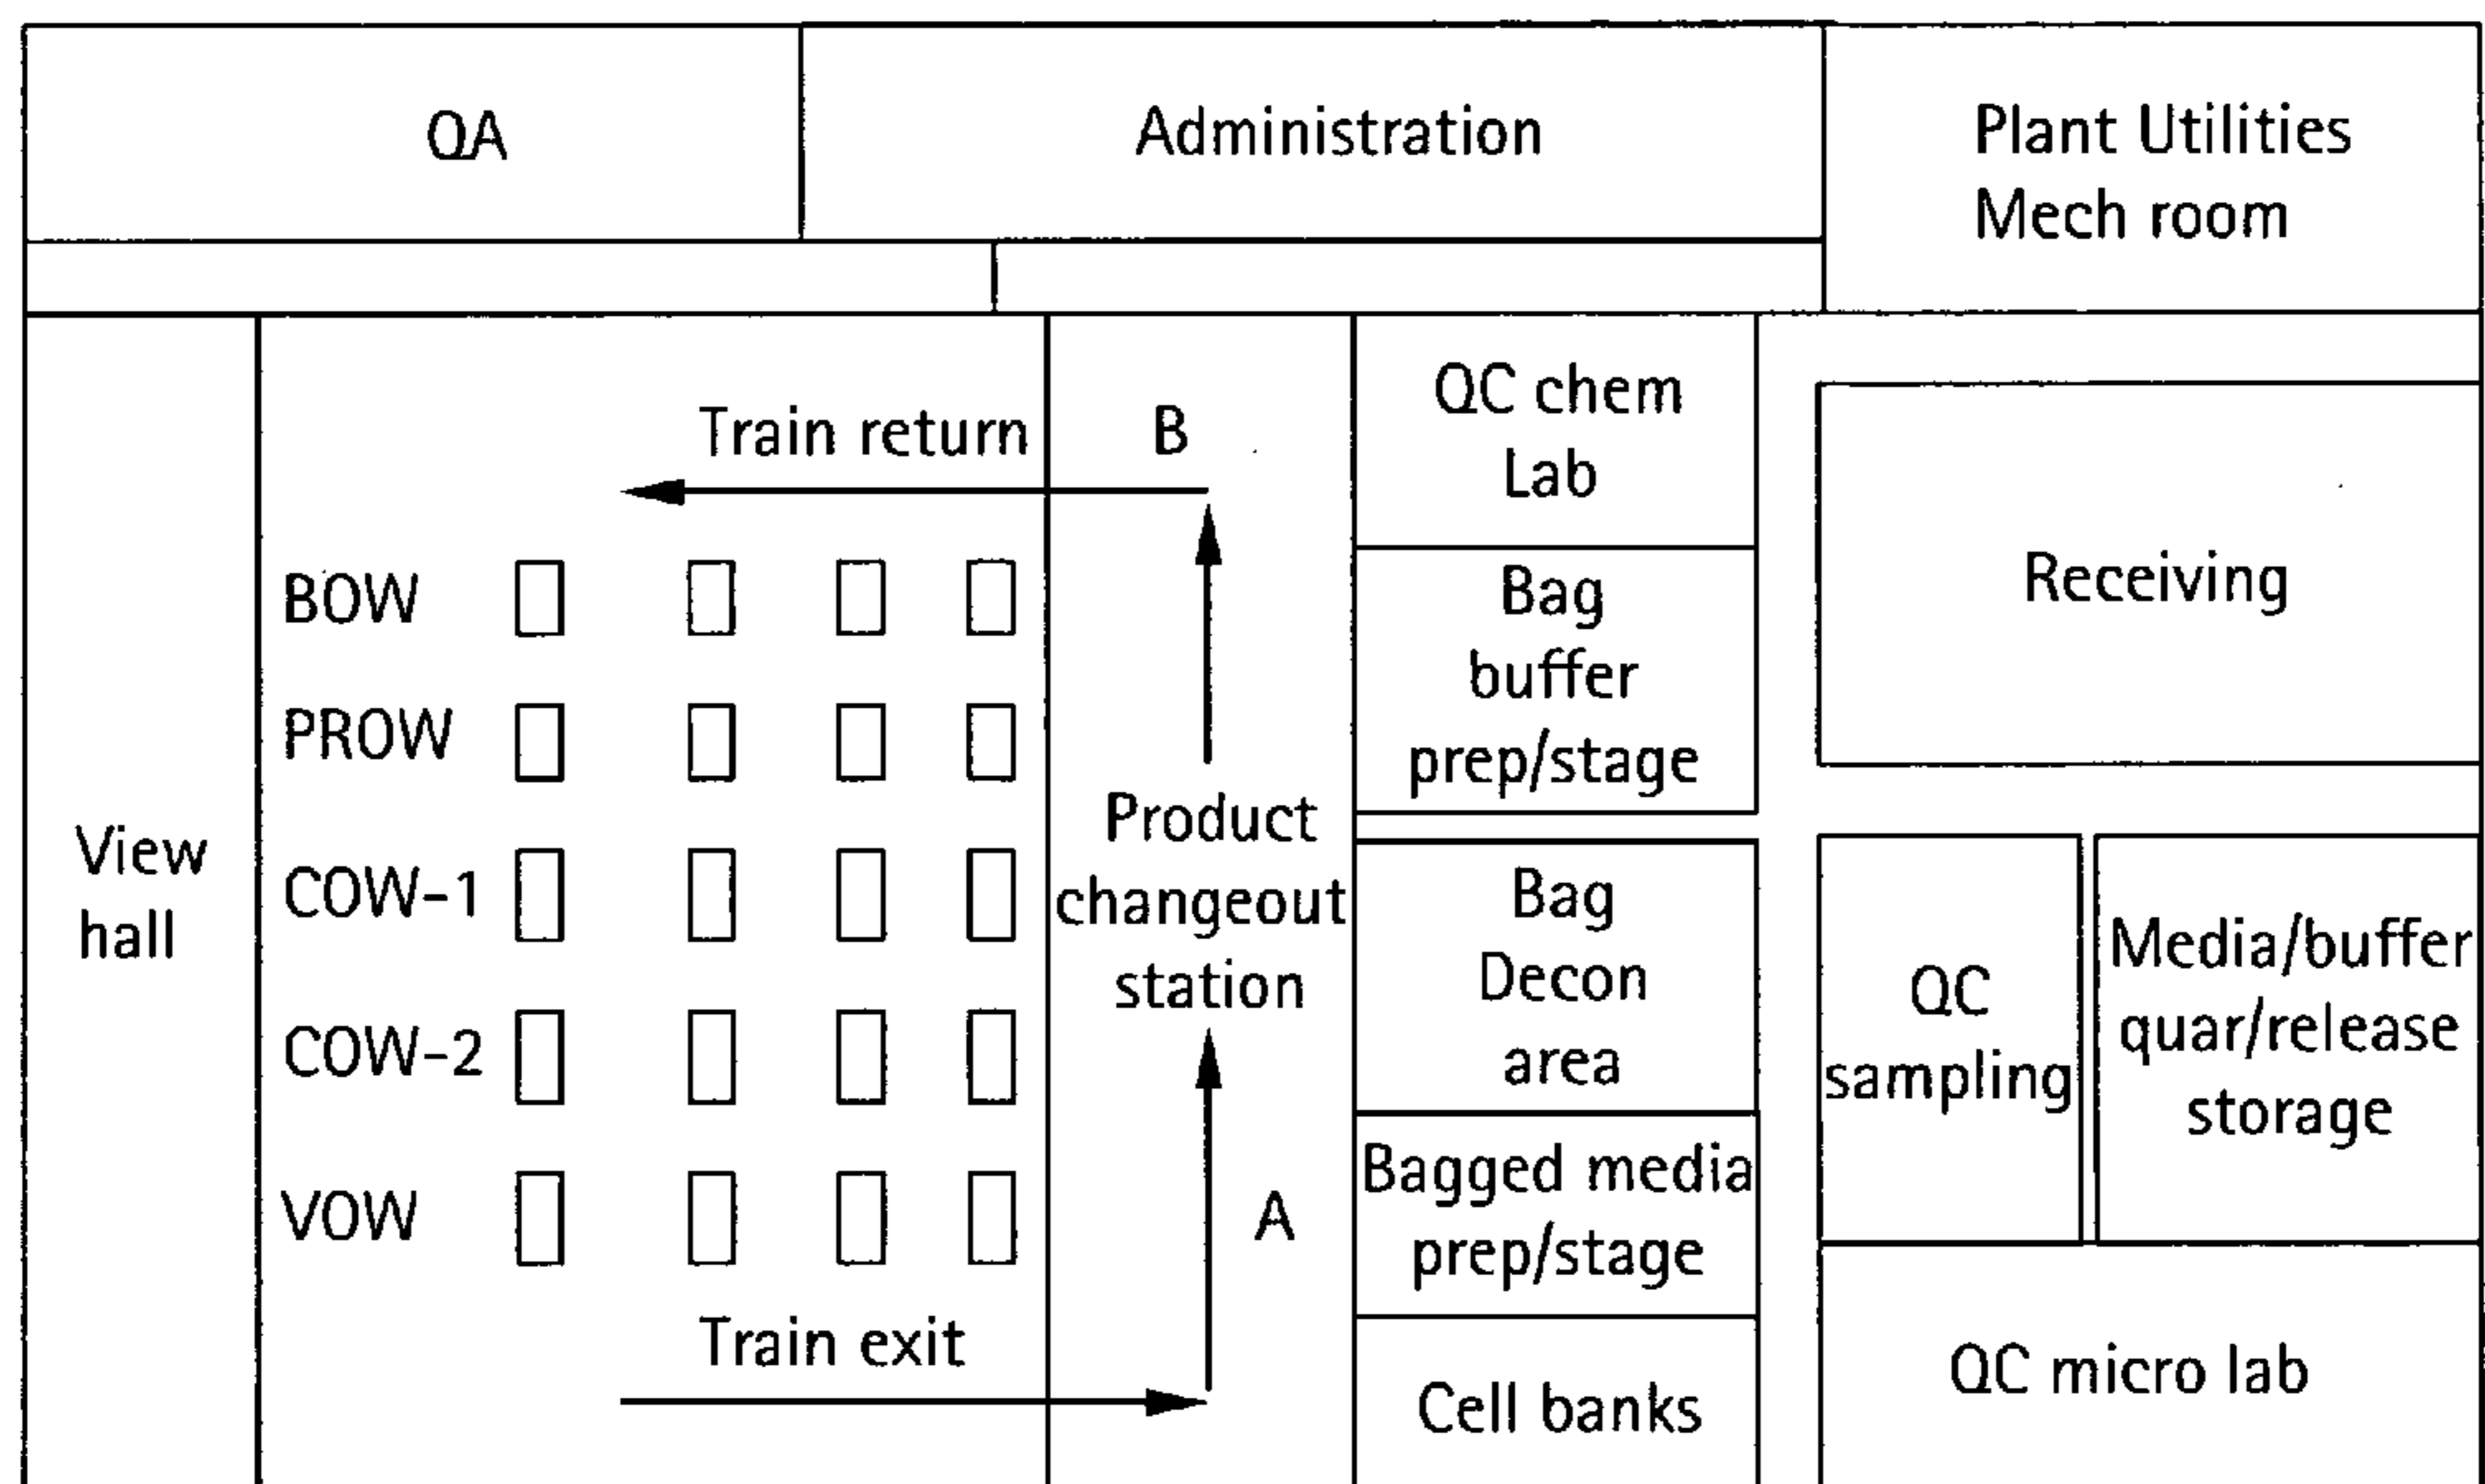 QA
Administration
Plant Utilities
Mech room
View
hall
Train return
BOW
PROW
COW-1
COW-2
VOW
Train exit
B
Product
changeout
station
A
QC chem
Lab
Bag
buffer
prep/stage
Bag
Decon
area
Bagged media
prep/stage
Cell banks
Receiving
QC
sampling
Media/buffer
quar/release
storage
QC micro lab